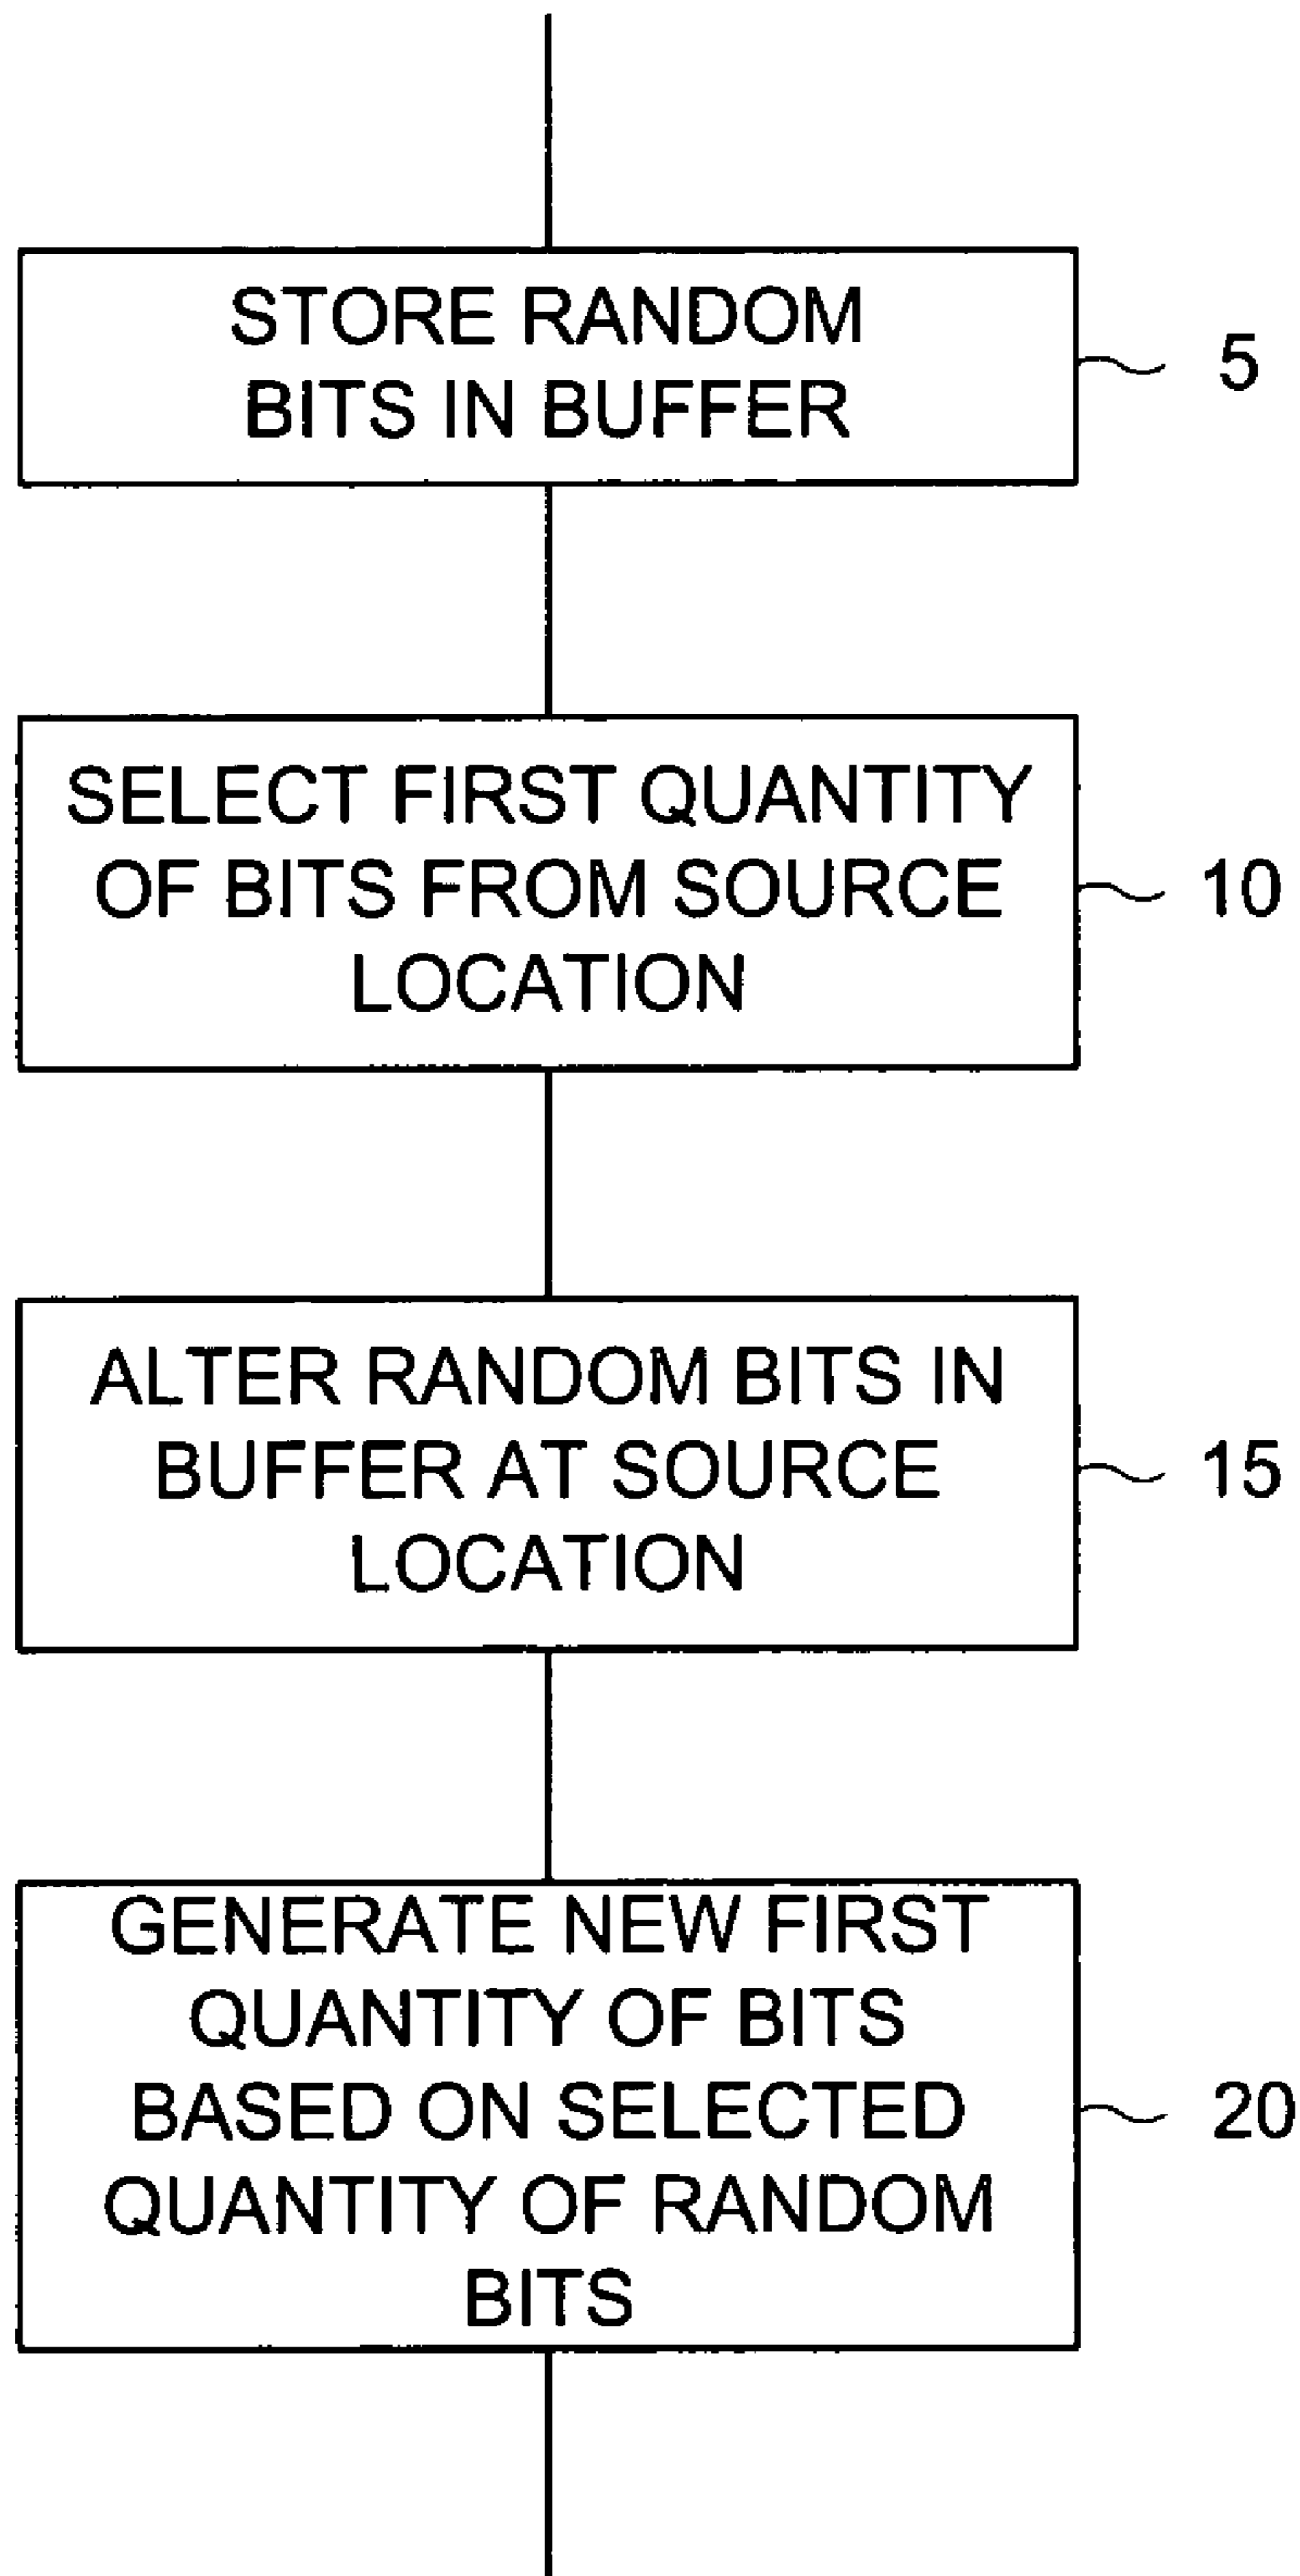 STORE RANDOM
BITS IN BUFFER
5
SELECT FIRST QUANTITY
OF BITS FROM SOURCE
LOCATION
10
ALTER RANDOM BITS IN
BUFFER AT SOURCE
LOCATION
15
GENERATE NEW FIRST
QUANTITY OF BITS
BASED ON SELECTED
QUANTITY OF RANDOM
BITS
20